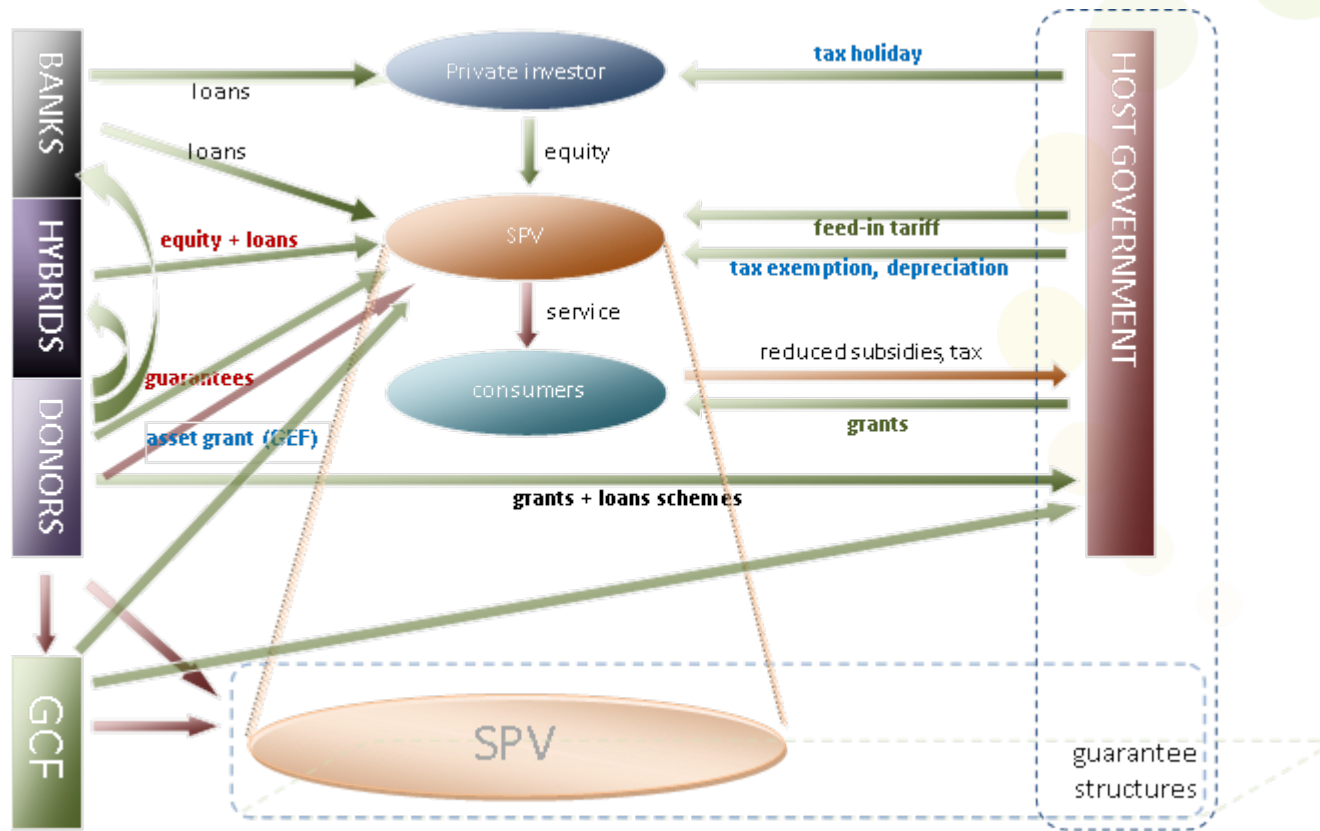 BANKS
HYBRIDS
DONORS
GCF
Private investor
tax holiday
HOST GOVERNMENT
loans
loans
equity
SPV
equity + loans
feed-in tariff
tax exemption, depreciation
service
reduced subsidies, tax
guarantees
consumers
grants
asset grant (GEF)
grants + loans schemes
SPV
guarantee
structures